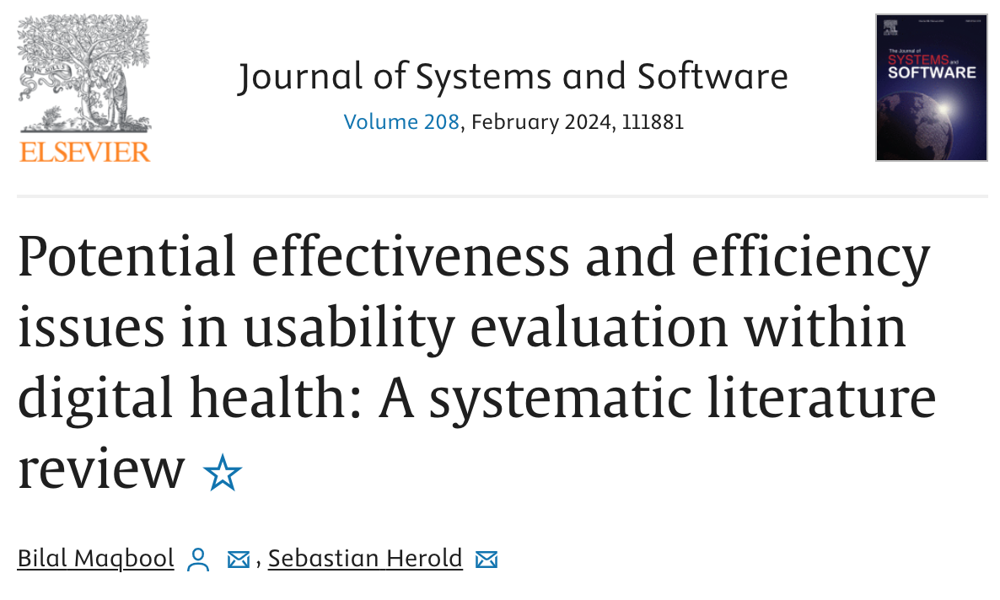 ELSEVIER
Journal of Systems and Software
Volume 208, February 2024, 111881
The Journal of
SYSTEMS and
SOFTWARE
Potential effectiveness and efficiency
issues in usability evaluation within
digital health: A systematic literature
review
Bilal Maqbool , Sebastian Herold